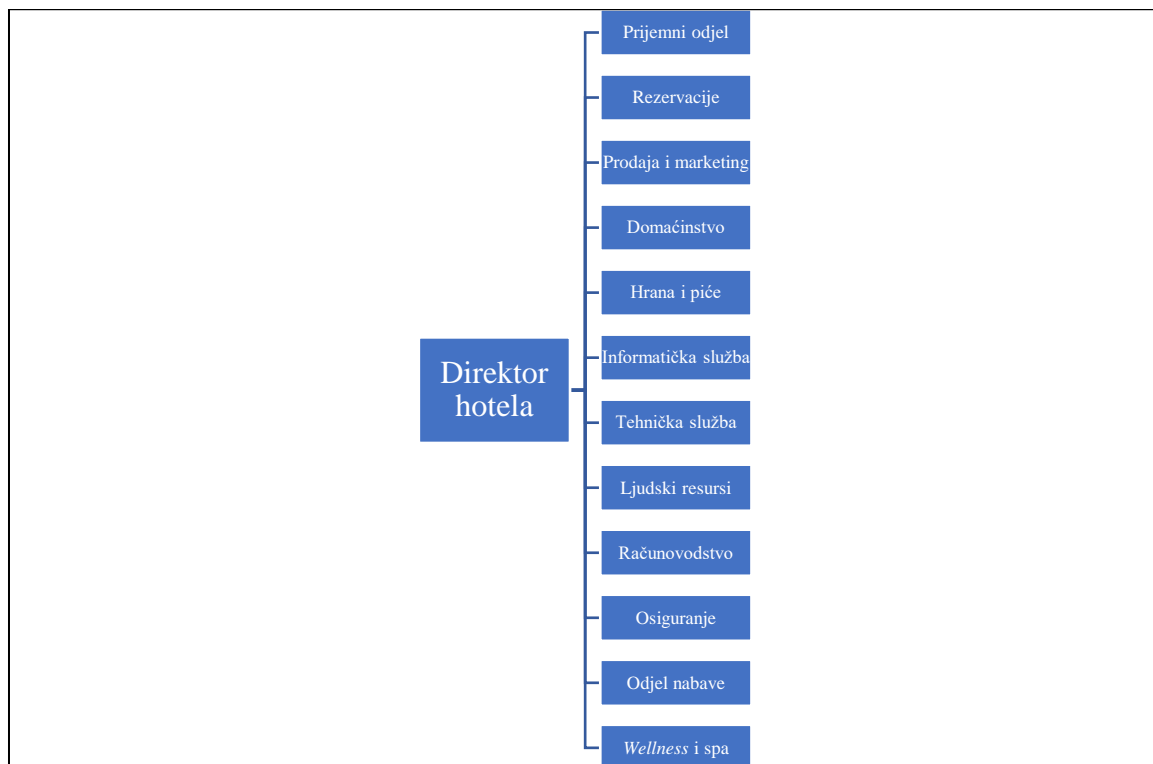 Prijemni odjel
Rezervacije
Prodaja i marketing
Domaćinstvo
Hrana i piće
Informatička služba
Direktor
hotela
Tehnička služba
Ljudski resursi
Računovodstvo
Osiguranje
Odjel nabave
Wellness i spa